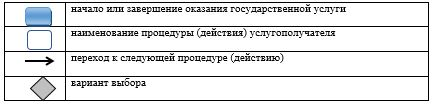 начало или завершение оказания государственной услуги
наименование процедуры (действия) услугополучателя
переход к следующей процедуре (действию)
вариант выбора